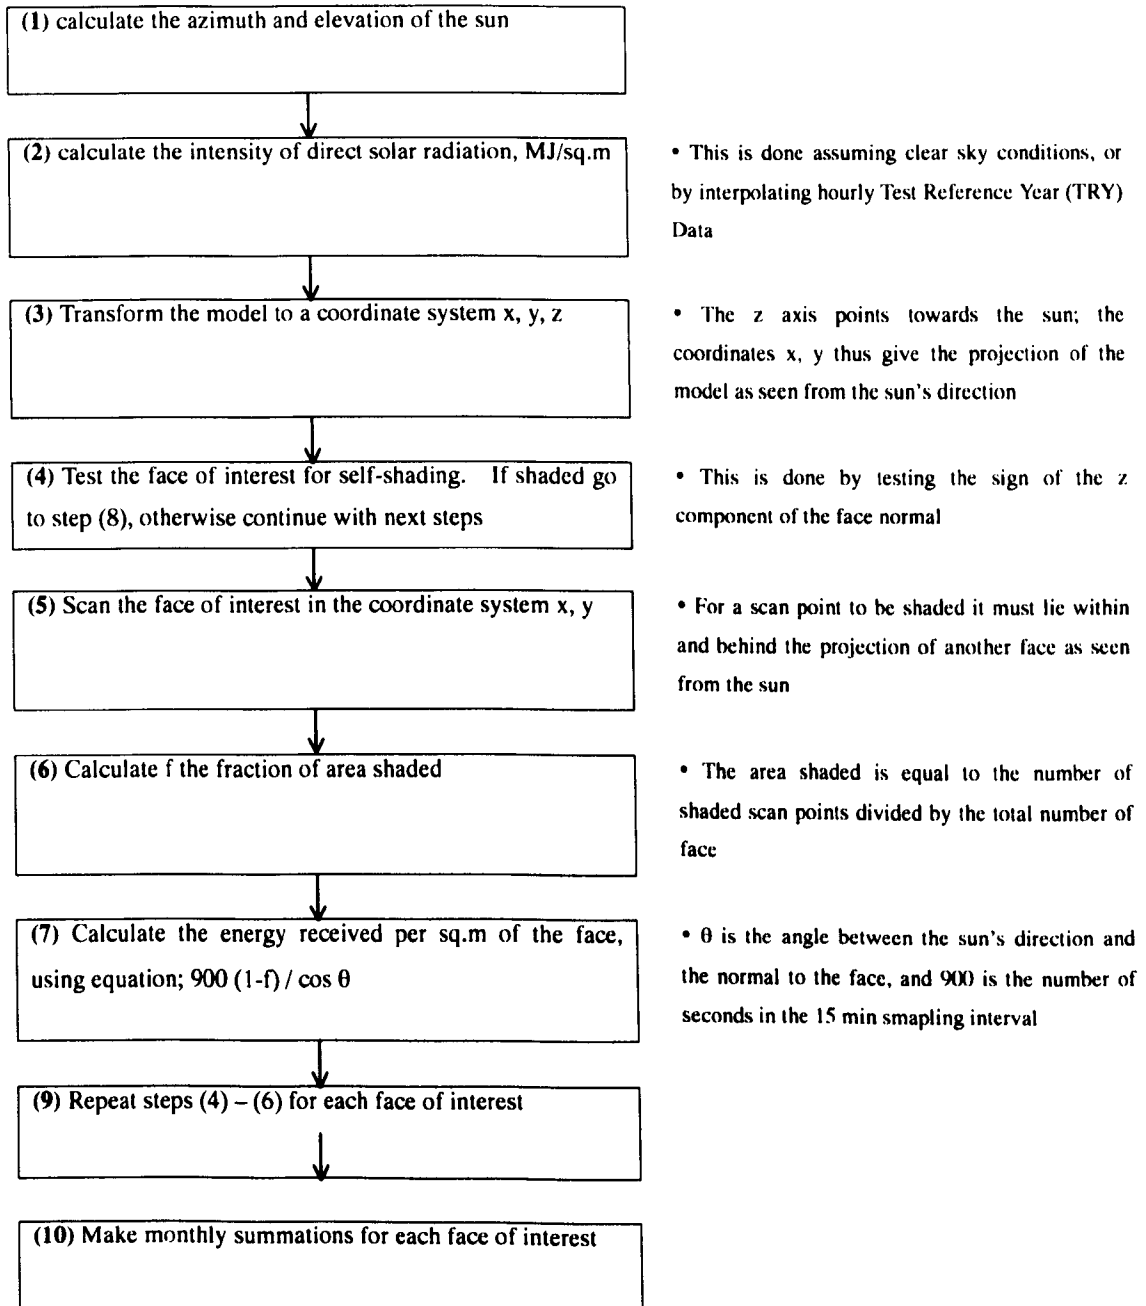 (1) calculate the azimuth and elevation of the sun
(2) calculate the intensity of direct solar radiation, MJ/sq.m
• This is done assuming clear sky conditions, or
by interpolating hourly Test Reference Year (TRY)
Data
(3) Transform the model to a coordinate system x, y, z
• The z axis points towards the sun; the
coordinates x, y thus give the projection of the
model as seen from the sun's direction
(4) Test the face of interest for self-shading. If shaded go
to step (8), otherwise continue with next steps
• This is done by testing the sign of the z
component of the face normal
(5) Scan the face of interest in the coordinate system x, y
• For a scan point to be shaded it must lie within
and behind the projection of another face as seen
from the sun
(6) Calculate f the fraction of area shaded
• The area shaded is equal to the number of
shaded scan points divided by the total number of
face
(7) Calculate the energy received per sq.m of the face,
using equation; 900 (1-f) / cos θ
• θ is the angle between the sun's direction and
the normal to the face, and 900 is the number of
seconds in the 15 min smapling interval
(9) Repeat steps (4) – (6) for each face of interest
(10) Make monthly summations for each face of interest